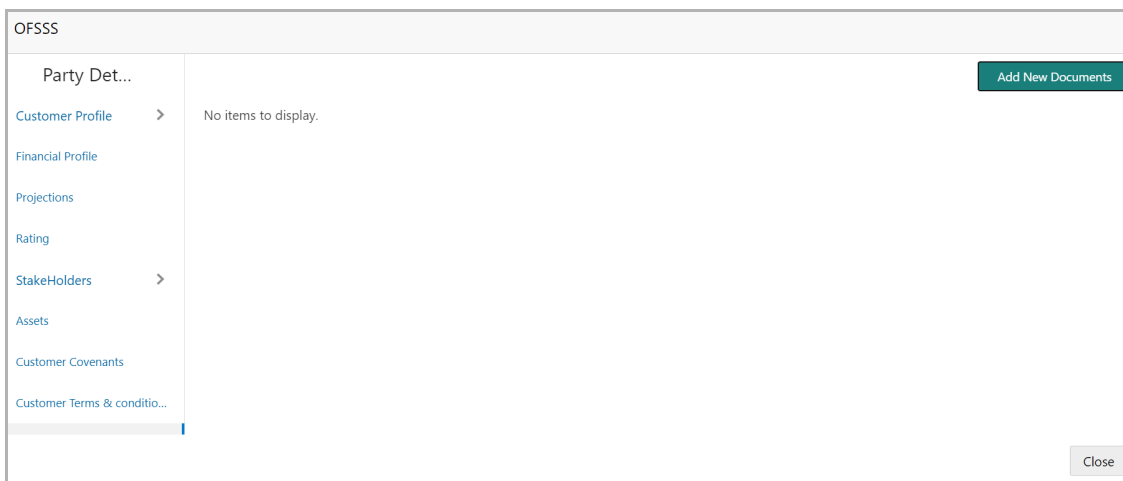 OFSSS
Party Det...
Add New Documents
Customer Profile
No items to display.
Financial Profile
Projections
Rating
StakeHolders
Assets
Customer Covenants
Customer Terms & conditio...
Close